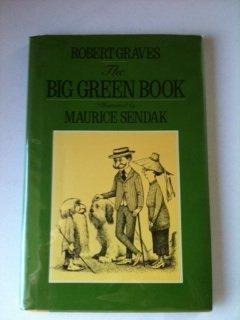 ROBERT GRAVES
The
BIG GREEN BOOK
Illustrated by
MAURICE SENDAK